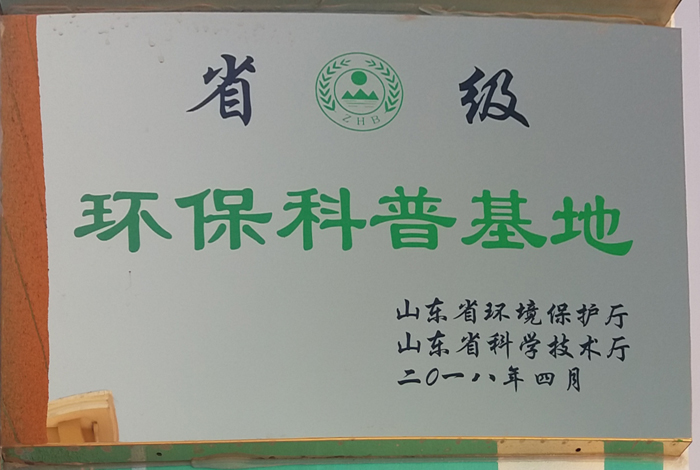 省 级
ZHB
环保科普基地
山东省环境保护厅
山东省科学技术厅
二〇一八年四月